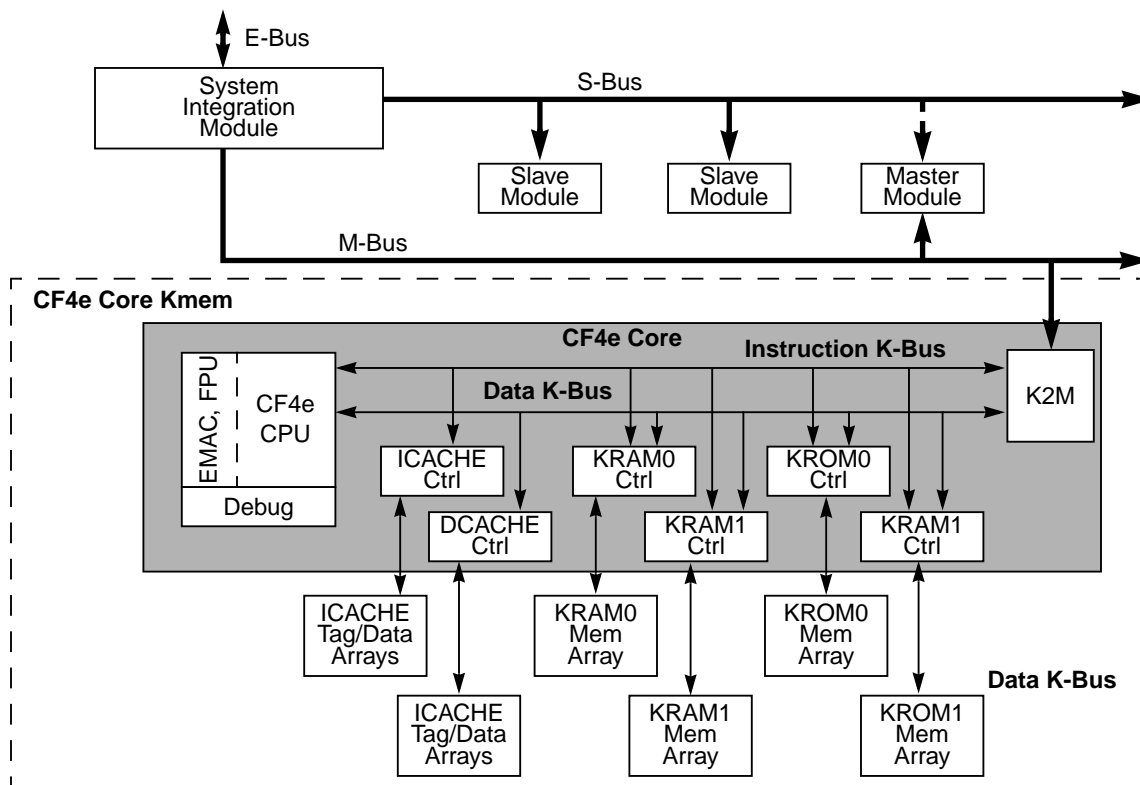 E-Bus
System
Integration
Module
S-Bus
Slave
Module
Slave
Module
Master
Module
M-Bus
CF4e Core Kmem
CF4e Core
Instruction K-Bus
EMAC, FPU
CF4e
CPU
Data K-Bus
K2M
Debug
ICACHE
Ctrl
KRAM0
Ctrl
KROM0
Ctrl
DCACHE
Ctrl
KRAM1
Ctrl
KRAM1
Ctrl
ICACHE
Tag/Data
Arrays
KRAM0
Mem
Array
KROM0
Mem
Array
Data K-Bus
ICACHE
Tag/Data
Arrays
KRAM1
Mem
Array
KROM1
Mem
Array